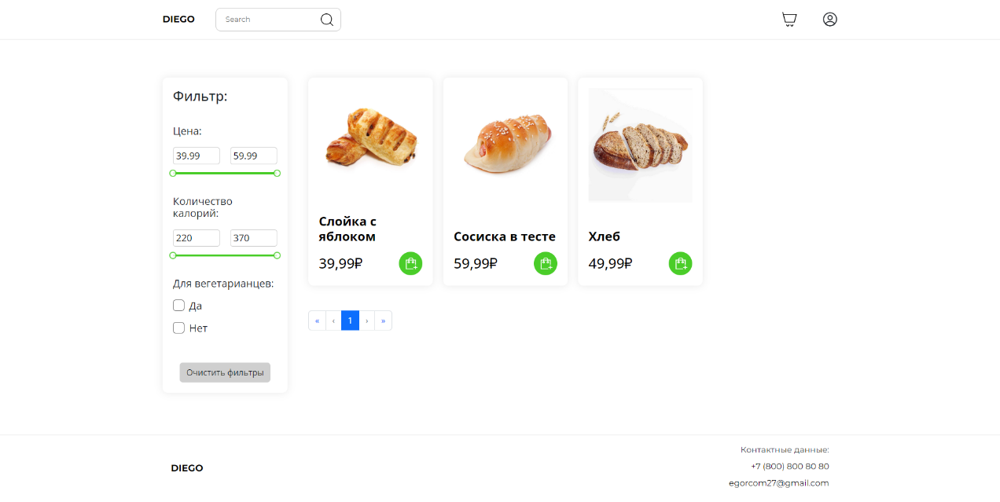 DIEGO
Search
Фильтр:
Цена:
39.99 59.99
Количество
калорий:
220 370
Для вегетарианцев:
Да
Нет
Очистить фильтры
Слойка с
яблоком
39,99₽
Сосиска в тесте
59,99₽
Хлеб
49,99₽
« ‹ 1 › »
DIEGO
Контактные данные:
+7 (800) 800 80 80
egorcom27@gmail.com